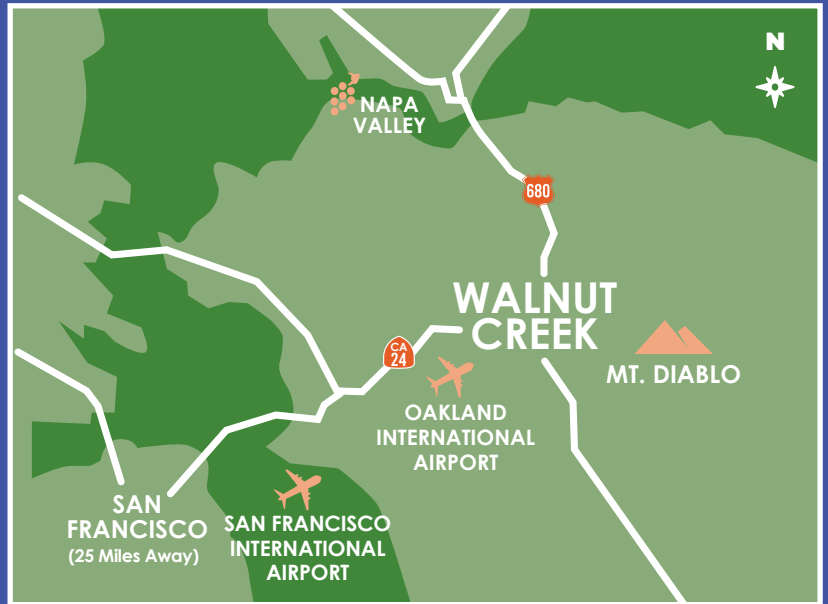 N
NAPA
VALLEY
680
WALNUT
CREEK
CA
24
MT. DIABLO
OAKLAND
INTERNATIONAL
AIRPORT
SAN
FRANCISCO
(25 Miles Away)
SAN FRANCISCO
INTERNATIONAL
AIRPORT